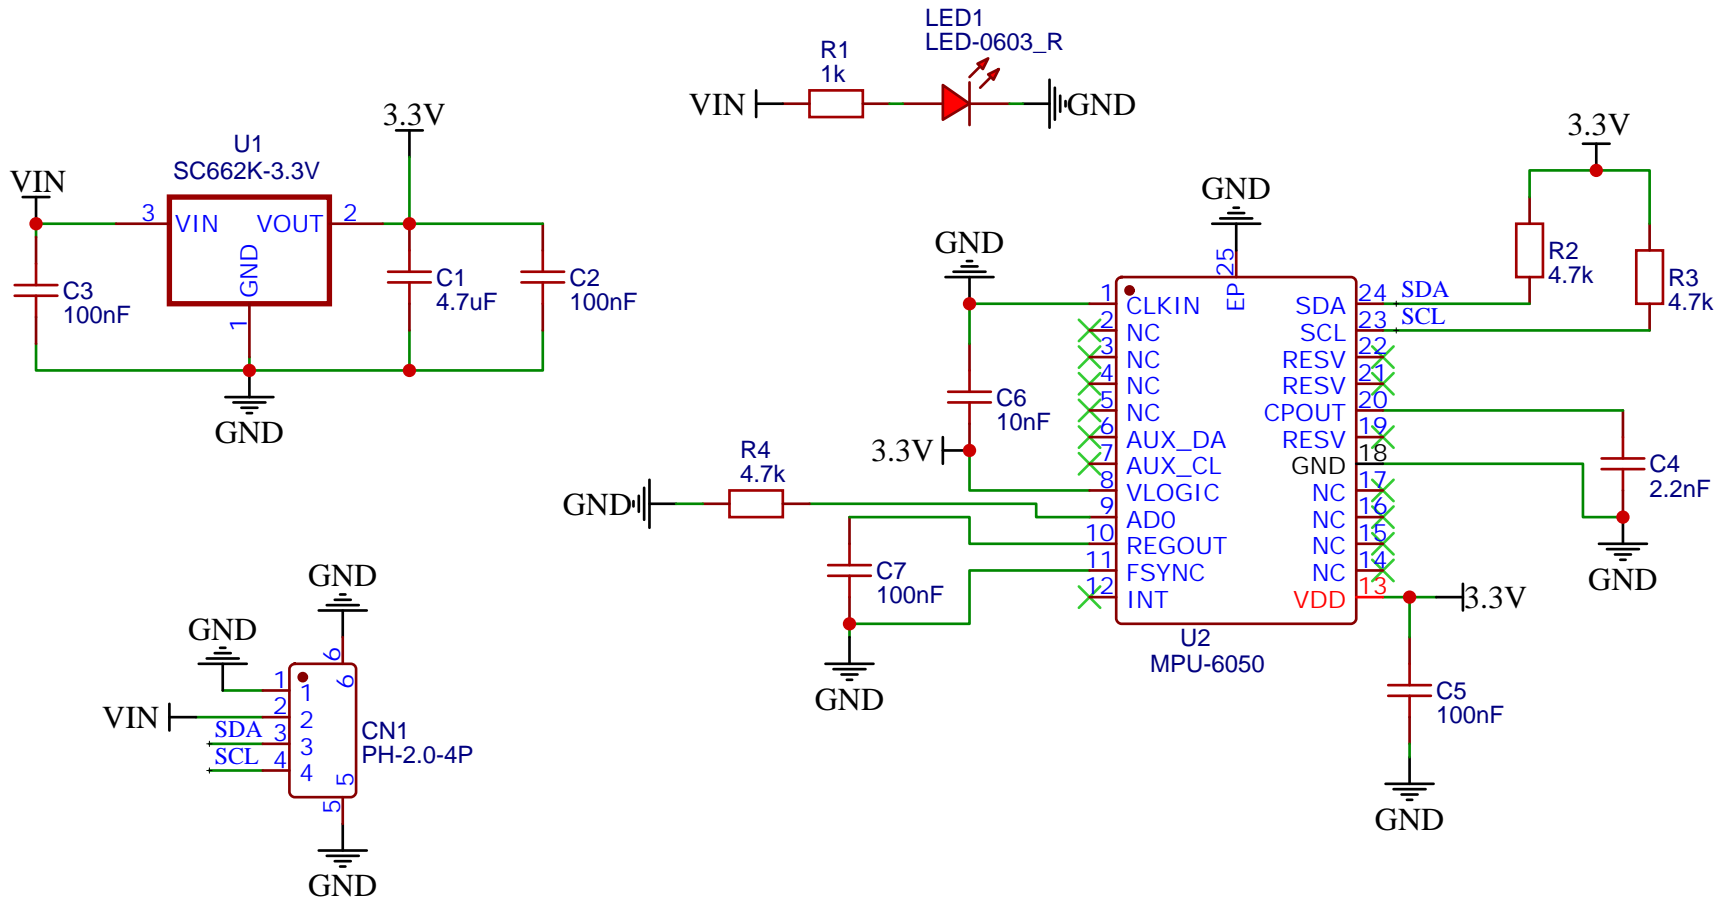 LED1
LED-0603_R
R1
1k
VIN
GND
3.3V
U1
SC662K-3.3V
VIN
3
VIN
VOUT
2
GND
1
C3
100nF
C1
4.7uF
C2
100nF
GND
3.3V
R2
4.7k
R3
4.7k
GND
25
EP
GND
1
CLKIN
2
NC
3
NC
4
NC
5
NC
6
AUX_DA
7
AUX_CL
8
VLOGIC
9
AD0
10
REGOUT
11
FSYNC
12
INT
SDA
24
SDA
SCL
23
SCL
RESV
22
RESV
21
CPOUT
20
RESV
19
GND
18
NC
17
NC
16
NC
15
NC
14
VDD
13
3.3V
U2
MPU-6050
C6
10nF
3.3V
R4
4.7k
GND
C7
100nF
GND
C4
2.2nF
GND
C5
100nF
GND
GND
6
6
GND
1
1
VIN
2
2
SDA
3
3
SCL
4
4
CN1
PH-2.0-4P
5
5
GND